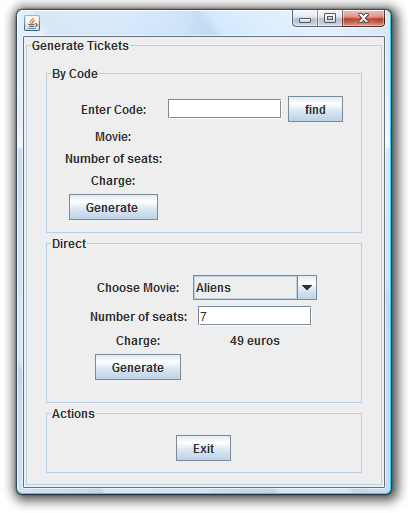 Generate Tickets
By Code
Enter Code: find
Movie:
Number of seats:
Charge:
Generate
Direct
Choose Movie: Aliens
Number of seats: 7
Charge: 49 euros
Generate
Actions
Exit